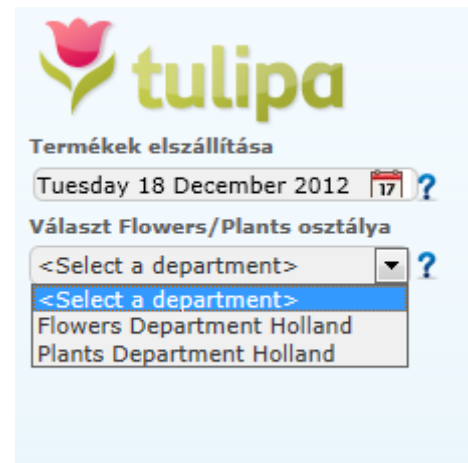 tulipa
Termékek elszállítása
Tuesday 18 December 2012 17 ?
Választ Flowers/Plants osztálya
<Select a department> ?
<Select a department>
Flowers Department Holland
Plants Department Holland